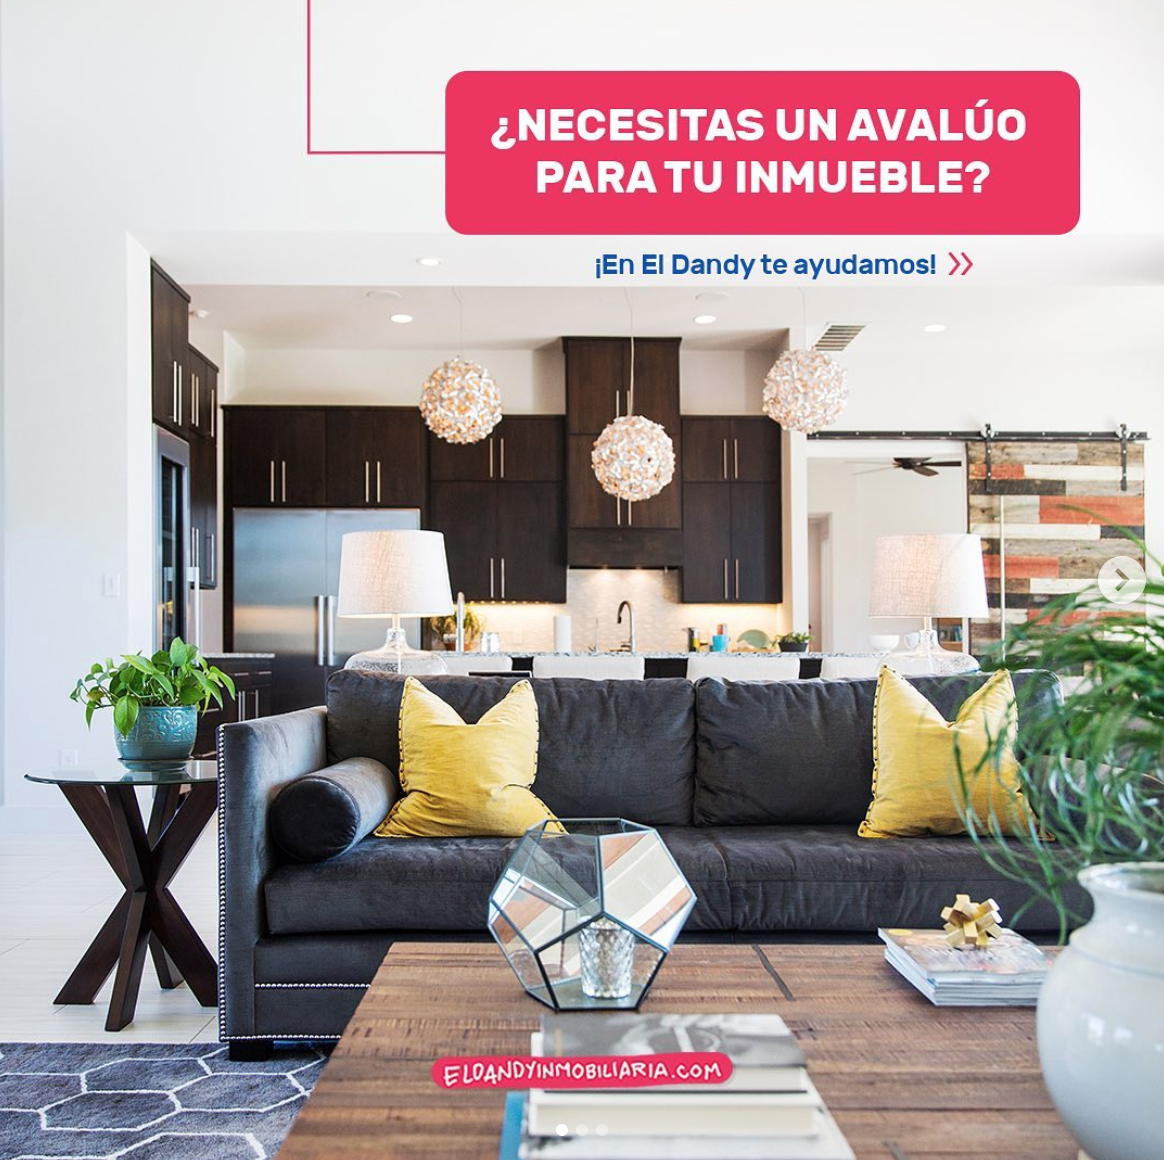 ¿NECESITAS UN AVALÚO
PARA TU INMUEBLE?
¡En El Dandy te ayudamos! »
ELDANDYINMOBILIARIA.COM